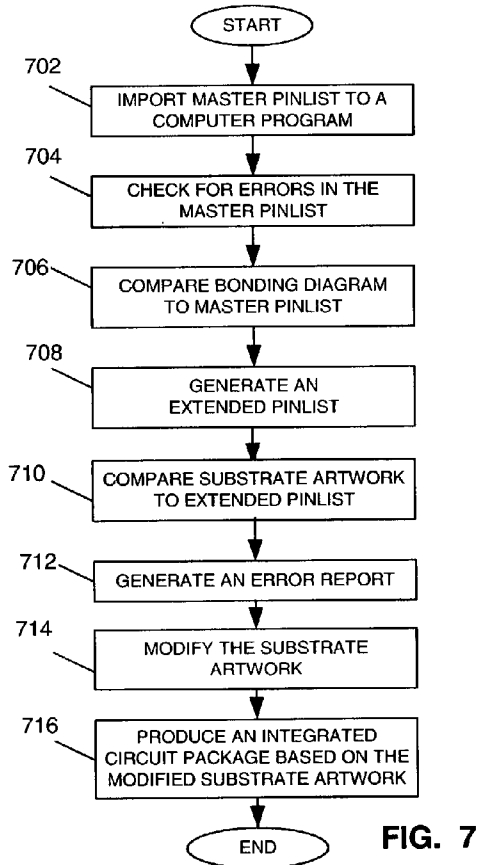 START
702
IMPORT MASTER PINLIST TO A
COMPUTER PROGRAM
704
CHECK FOR ERRORS IN THE
MASTER PINLIST
706
COMPARE BONDING DIAGRAM
TO MASTER PINLIST
708
GENERATE AN
EXTENDED PINLIST
710
COMPARE SUBSTRATE ARTWORK
TO EXTENDED PINLIST
712
GENERATE AN ERROR REPORT
714
MODIFY THE SUBSTRATE
ARTWORK
716
PRODUCE AN INTEGRATED
CIRCUIT PACKAGE BASED ON THE
MODIFIED SUBSTRATE ARTWORK
END
FIG. 7